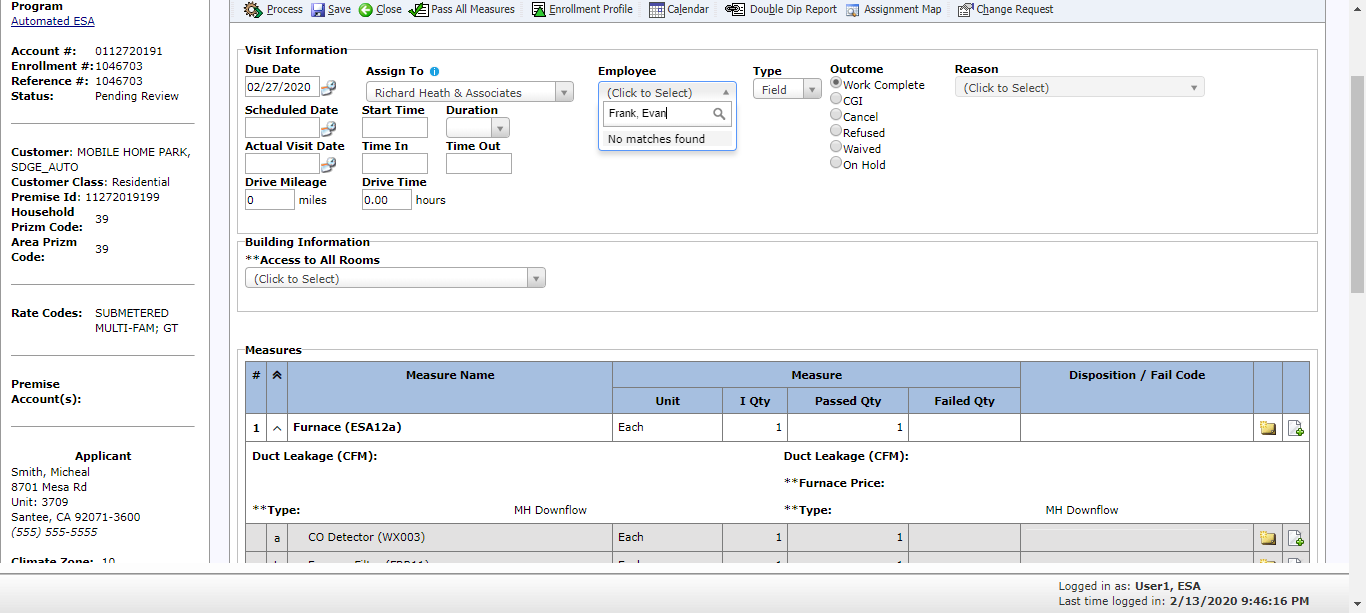 Program
Automated ESA
Account #: 0112720191
Enrollment #: 1046703
Reference #: 1046703
Status: Pending Review
Customer: MOBILE HOME PARK,
SDGE_AUTO
Customer Class: Residential
Premise Id: 11272019199
Household
Prizm Code: 39
Area Prizm
Code: 39
Rate Codes: SUBMETERED
MULTI-FAM; GT
Premise
Account(s):
Applicant
Smith, Micheal
8701 Mesa Rd
Unit: 3709
Santee, CA 92071-3600
(555) 555-5555
Climate Zone: 10
Process Save Close Pass All Measures Enrollment Profile Calendar Double Dip Report Assignment Map Change Request
Visit Information
Due Date Assign To Employee Type Outcome Reason
02/27/2020 Richard Heath & Associates (Click to Select) Field Work Complete (Click to Select)
Scheduled Date Start Time Duration Frank, Evan CGI
Cancel
No matches found Refused
Actual Visit Date Time In Time Out Waived
On Hold
Drive Mileage Drive Time
0 miles 0.00 hours
Building Information
**Access to All Rooms
(Click to Select)
Measures
# Measure Name Measure Disposition / Fail Code
Unit I Qty Passed Qty Failed Qty
1 Furnace (ESA12a) Each 1 1
Duct Leakage (CFM): Duct Leakage (CFM):
**Furnace Price:
**Type: MH Downflow **Type: MH Downflow
a CO Detector (WX003) Each 1 1
Logged in as: User1, ESA
Last time logged in: 2/13/2020 9:46:16 PM